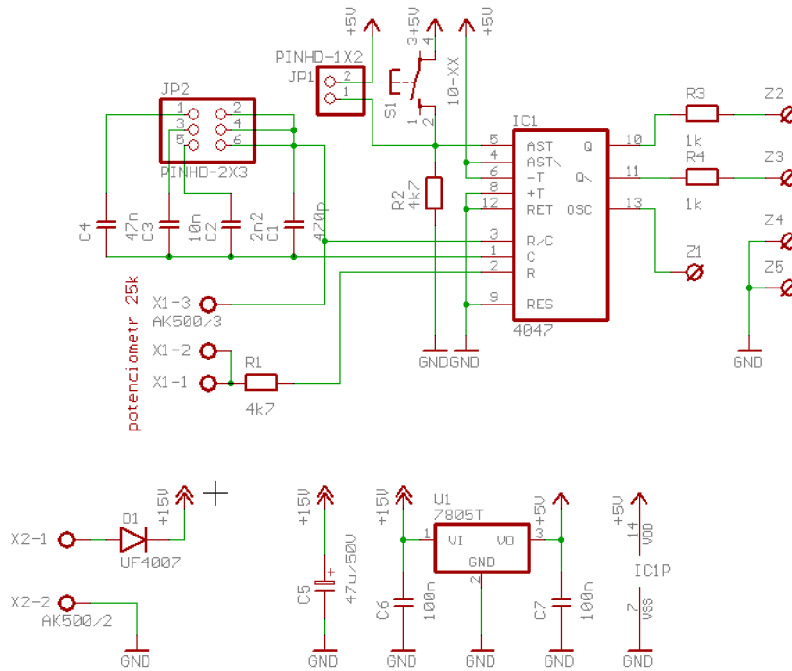 +5V
3
+5V
4
+5V
PINHD-1X2
JP1
2
1
S1
1
2
10-XX
JP2
1
2
3
4
5
6
PINHD-2X3
IC1
5
AST
Q
10
4
AST\
6
-T
Q/
11
8
+T
12
RET
OSC
13
3
R/C
1
C
2
R
9
RES
4047
R3
1k
Z2
R4
1k
Z3
Z4
Z5
Z1
R2
4k7
C4
47n
C3
10n
C2
2n2
C1
470p
potenciometr 25k
X1-3
AK500/3
X1-2
X1-1
R1
4k7
GND
GND
GND
X2-1
D1
UF4007
+15V
X2-2
AK500/2
GND
+15V
C5
47u/50V
+
GND
+15V
C6
100n
GND
U1
7805T
1
VI
VO
3
GND
2
GND
+5V
C7
100n
GND
+5V
14
VDD
IC1P
7
VSS
GND